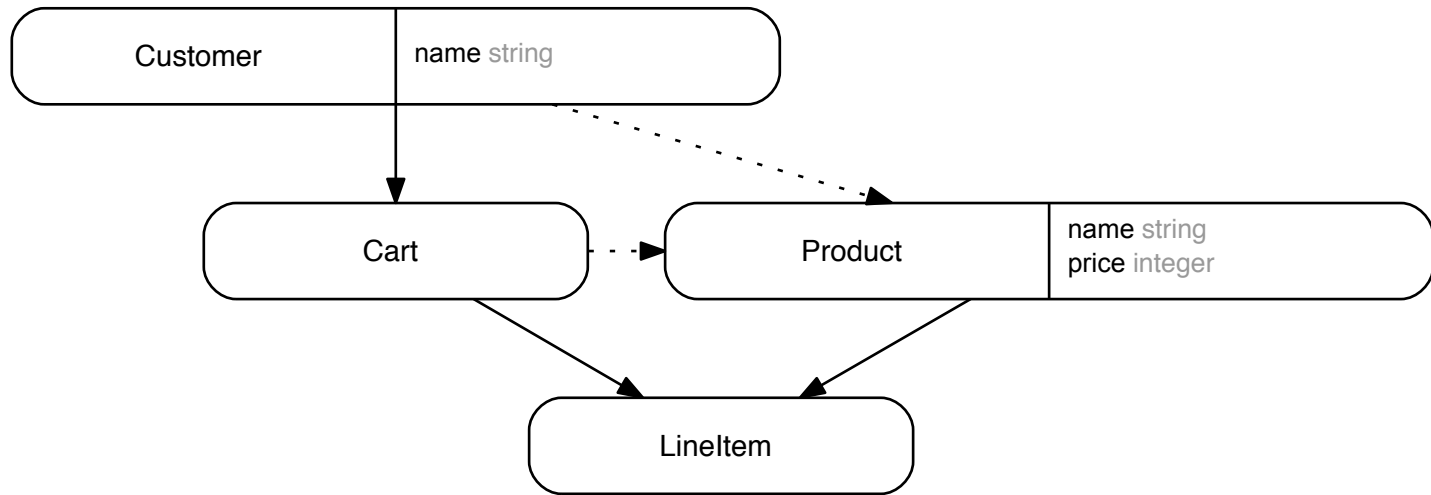 Customer
name string
Cart
Product
name string
price integer
LineItem